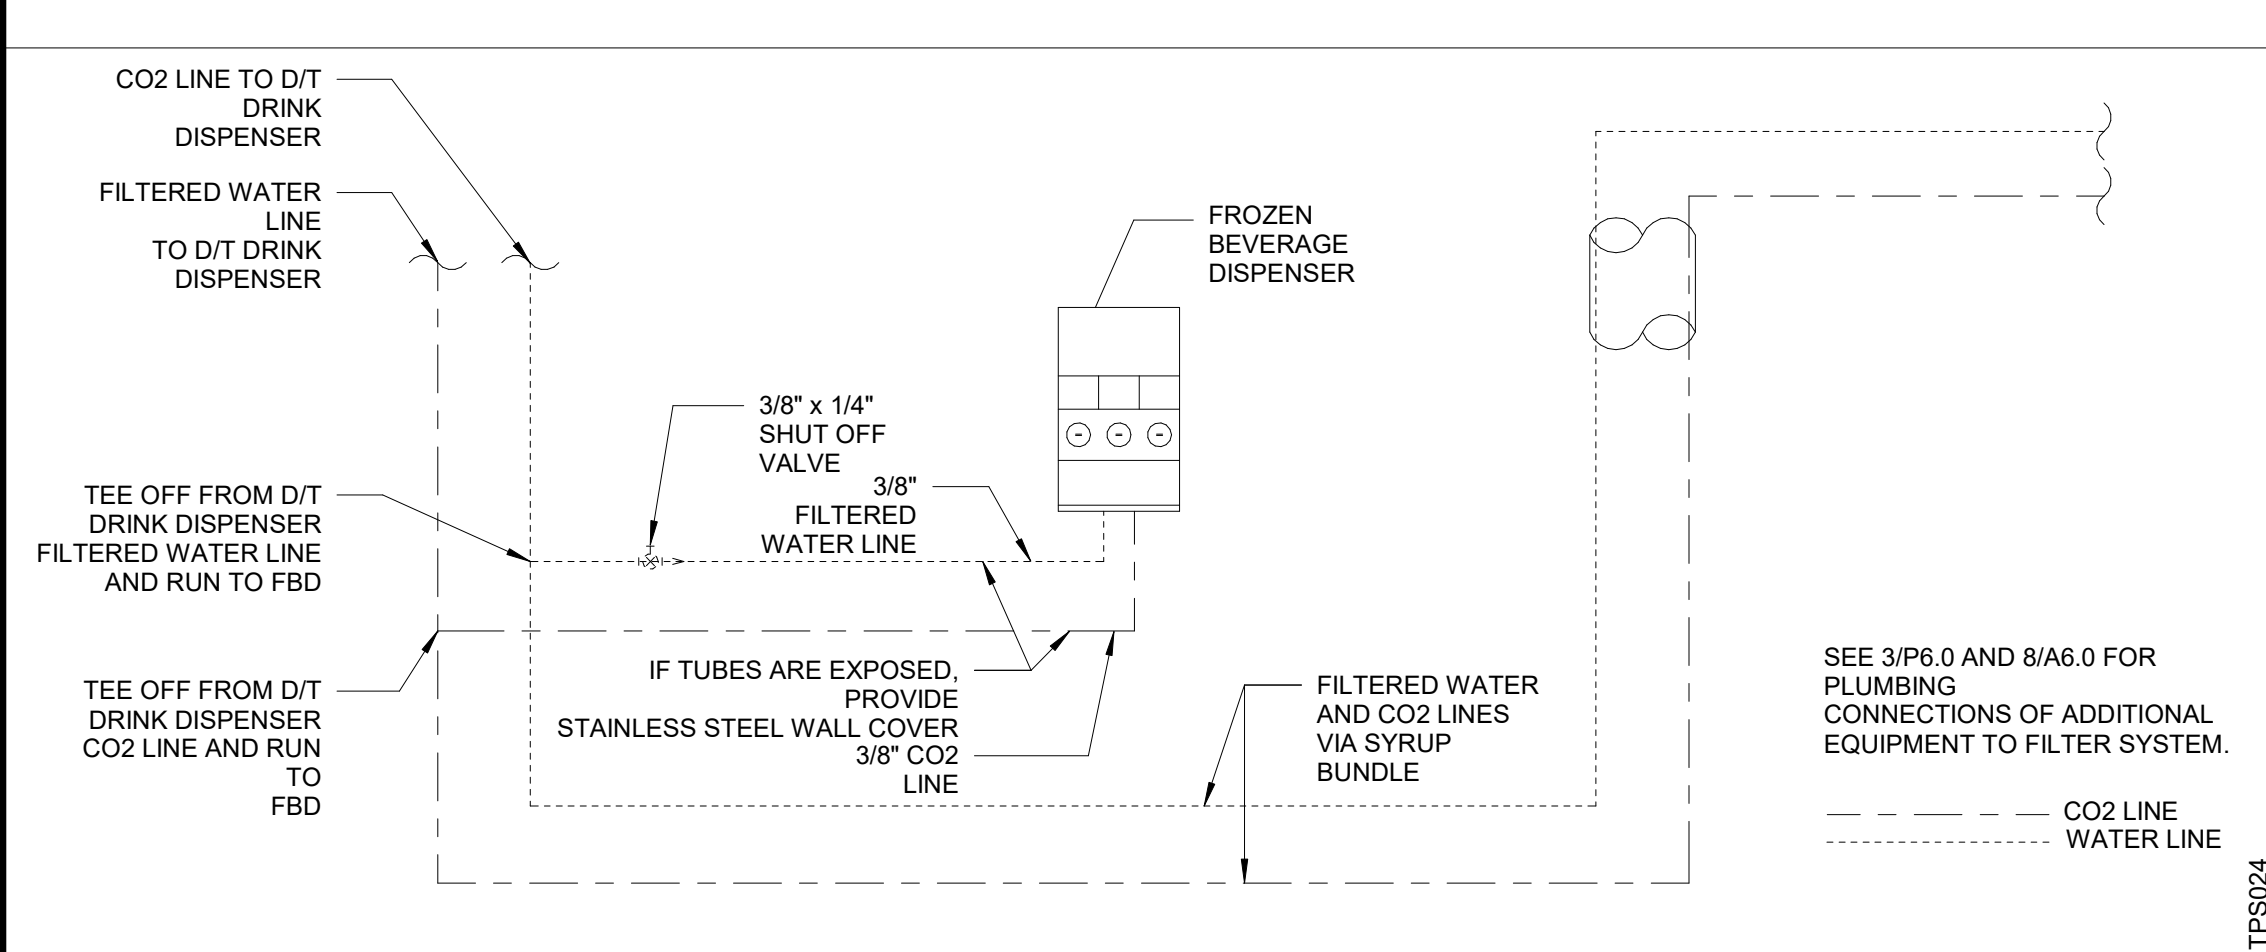 CO2 LINE TO D/T
DRINK
DISPENSER
FILTERED WATER
LINE
TO D/T DRINK
DISPENSER
FROZEN
BEVERAGE
DISPENSER
3/8" x 1/4"
SHUT OFF
VALVE
3/8"
FILTERED
WATER LINE
TEE OFF FROM D/T
DRINK DISPENSER
FILTERED WATER LINE
AND RUN TO FBD
TEE OFF FROM D/T
DRINK DISPENSER
CO2 LINE AND RUN
TO
FBD
IF TUBES ARE EXPOSED,
PROVIDE
STAINLESS STEEL WALL COVER
3/8" CO2
LINE
FILTERED WATER
AND CO2 LINES
VIA SYRUP
BUNDLE
SEE 3/P6.0 AND 8/A6.0 FOR
PLUMBING
CONNECTIONS OF ADDITIONAL
EQUIPMENT TO FILTER SYSTEM.
CO2 LINE
WATER LINE
TPS024